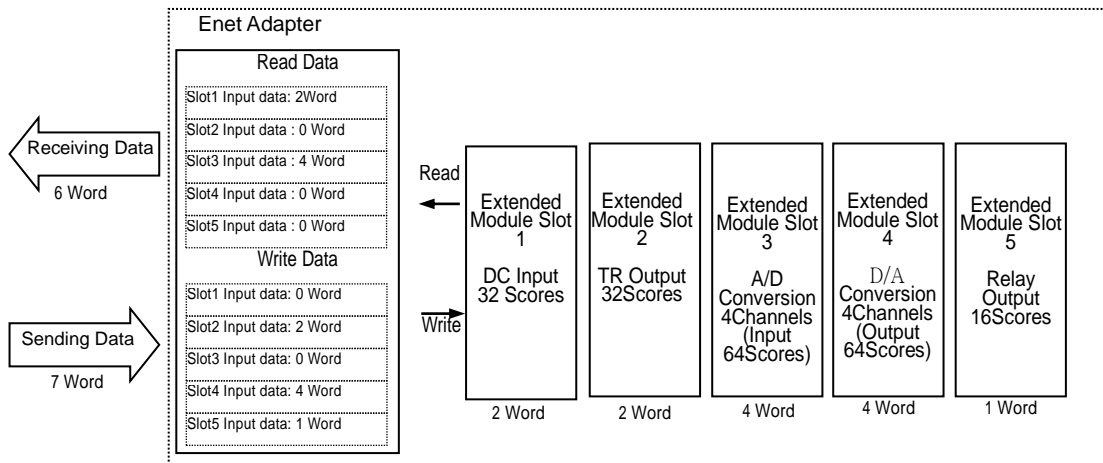 Enet Adapter
Read Data
Slot1 Input data: 2Word
Slot2 Input data : 0 Word
Slot3 Input data : 4 Word
Slot4 Input data : 0 Word
Slot5 Input data : 0 Word
Write Data
Slot1 Input data: 0 Word
Slot2 Input data: 2 Word
Slot3 Input data: 0 Word
Slot4 Input data: 4 Word
Slot5 Input data: 1 Word
Receiving Data
6 Word
Sending Data
7 Word
Read
Write
Extended
Module Slot
1
DC Input
32 Scores
2 Word
Extended
Module Slot
2
TR Output
32Scores
2 Word
Extended
Module Slot
3
A/D
Conversion
4Channels
(Input
64Scores)
4 Word
Extended
Module Slot
4
D/A
Conversion
4Channels
(Output
64Scores)
4 Word
Extended
Module Slot
5
Relay
Output
16Scores
1 Word